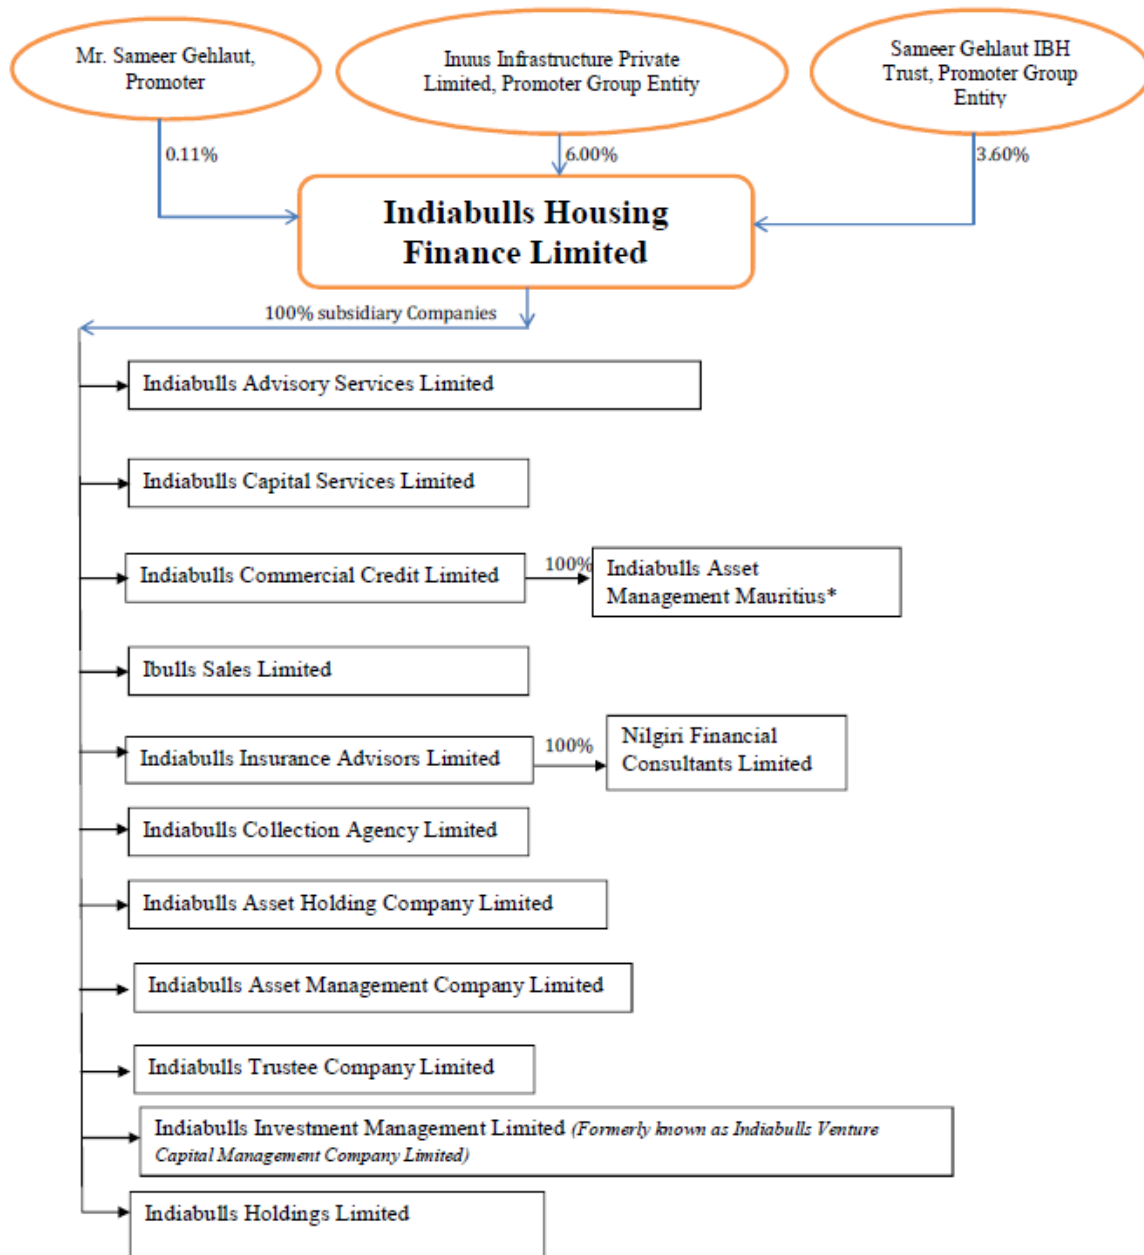 Mr. Sameer Gehlaut,
Promoter
Inuus Infrastructure Private
Limited, Promoter Group Entity
Sameer Gehlaut IBH
Trust, Promoter Group
Entity
0.11%
6.00%
3.60%
Indiabulls Housing
Finance Limited
100% subsidiary Companies
Indiabulls Advisory Services Limited
Indiabulls Capital Services Limited
Indiabulls Commercial Credit Limited
100%
Indiabulls Asset
Management Mauritius*
Ibulls Sales Limited
Indiabulls Insurance Advisors Limited
100%
Nilgiri Financial
Consultants Limited
Indiabulls Collection Agency Limited
Indiabulls Asset Holding Company Limited
Indiabulls Asset Management Company Limited
Indiabulls Trustee Company Limited
Indiabulls Investment Management Limited (Formerly known as Indiabulls Venture
Capital Management Company Limited)
Indiabulls Holdings Limited